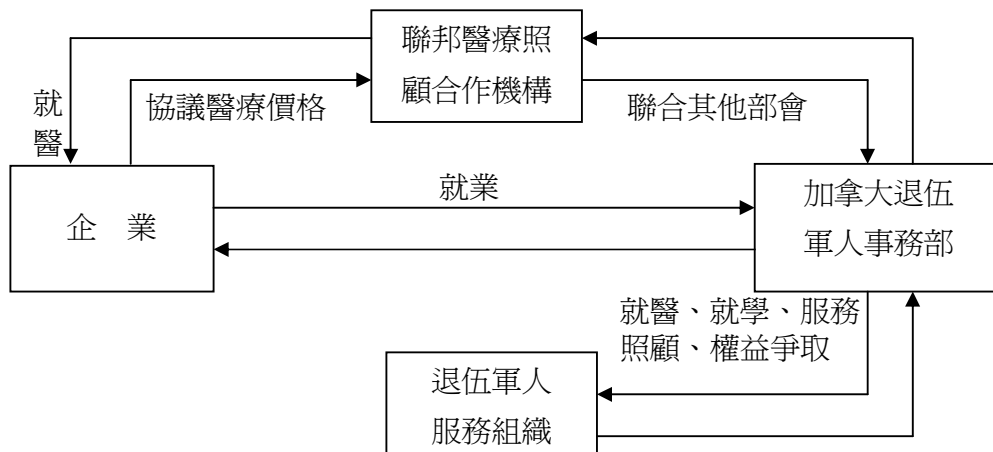 聯邦醫療照
顧合作機構
就
醫
協議醫療價格
聯合其他部會
企 業
就業
加拿大退伍
軍人事務部
就醫、就學、服務
照顧、權益爭取
退伍軍人
服務組織